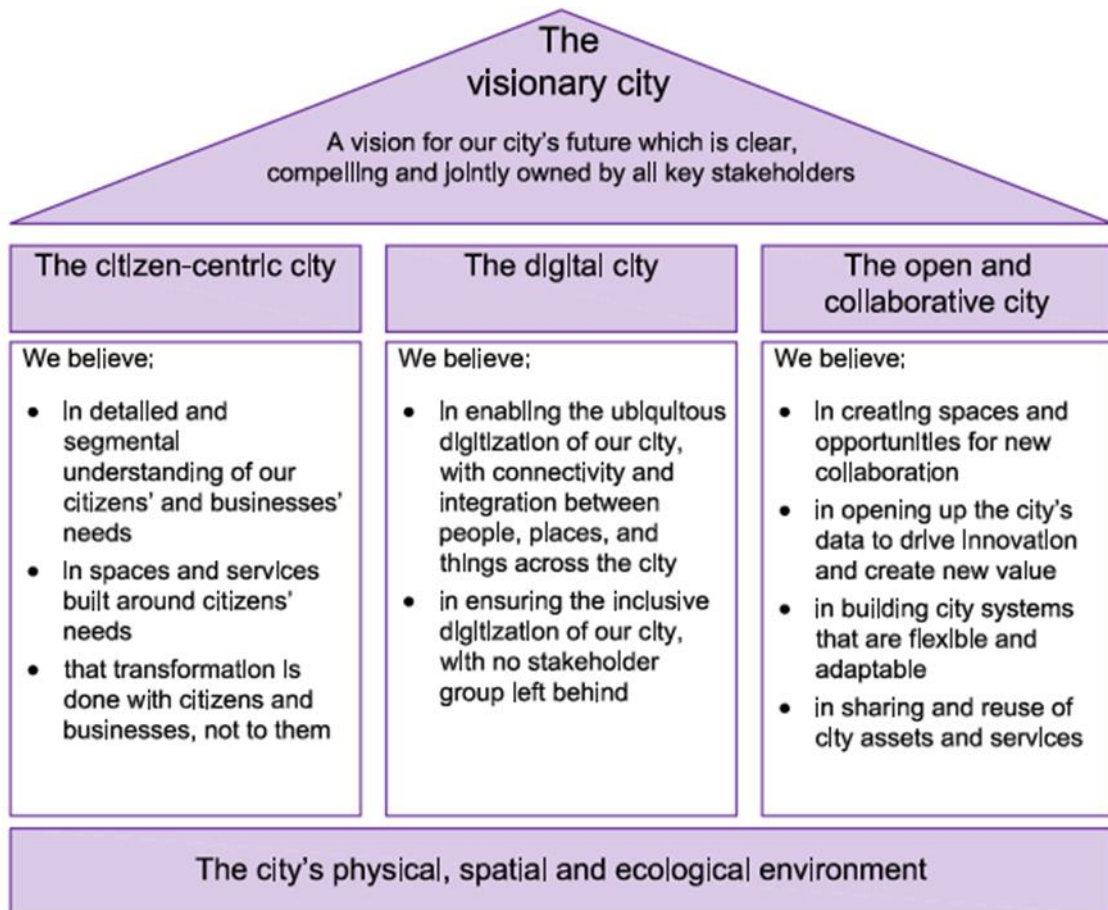 The
visionary city
A vision for our city's future which is clear,
compelling and jointly owned by all key stakeholders
The citizen-centric city
We believe:
• in detailed and
segmental
understanding of our
citizens' and businesses'
needs
• in spaces and services
built around citizens'
needs
• that transformation is
done with citizens and
businesses, not to them
The digital city
We believe:
• in enabling the ubiquitous
digitization of our city,
with connectivity and
integration between
people, places, and
things across the city
• in ensuring the inclusive
digitization of our city,
with no stakeholder
group left behind
The open and
collaborative city
We believe:
• in creating spaces and
opportunities for new
collaboration
• in opening up the city's
data to drive innovation
and create new value
• in building city systems
that are flexible and
adaptable
• in sharing and reuse of
city assets and services
The city's physical, spatial and ecological environment